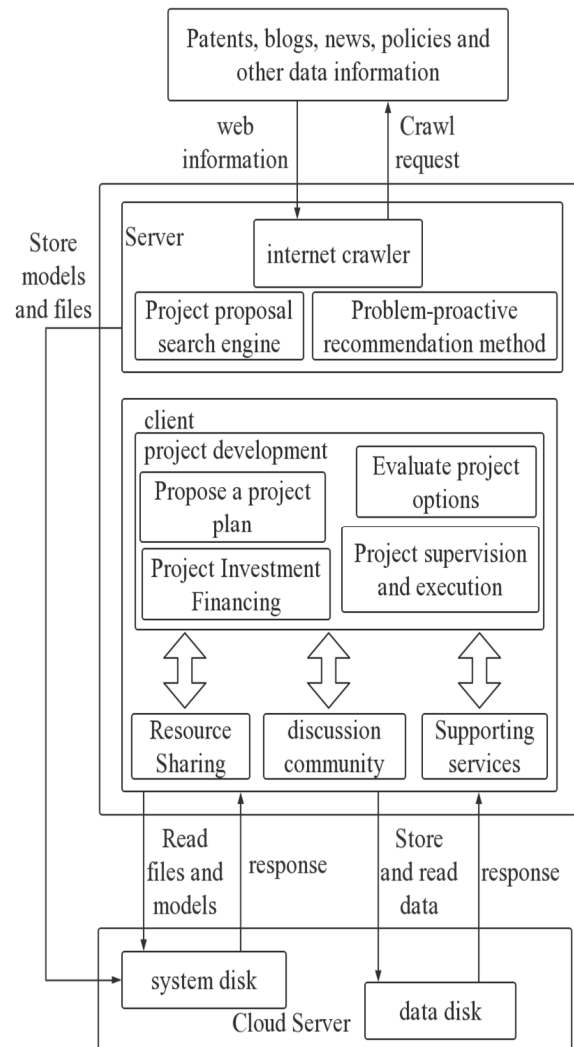 Patents, blogs, news, policies and
other data information
web
information
Crawl
request
Store
models
and files
Server
internet crawler
Project proposal
search engine
Problem-proactive
recommendation method
client
project development
Propose a project
plan
Evaluate project
options
Project Investment
Financing
Project supervision
and execution
Resource
Sharing
discussion
community
Supporting
services
Read
files and
models
response
Store
and read
data
response
system disk
data disk
Cloud Server